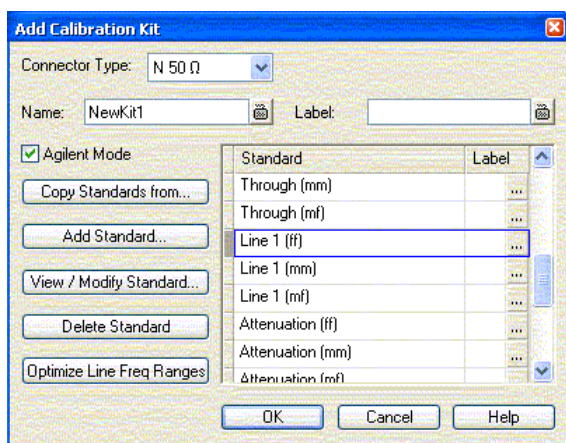 Add Calibration Kit
Connector Type: N 50 Ω
Name: NewKit1 Label:
Agilent Mode
Copy Standards from...
Add Standard...
View / Modify Standard...
Delete Standard
Optimize Line Freq Ranges
Standard Label
Through (mm) ...
Through (mf) ...
Line 1 (ff) ...
Line 1 (mm) ...
Line 1 (mf) ...
Attenuation (ff) ...
Attenuation (mm) ...
Attenuation (mf)
OK Cancel Help